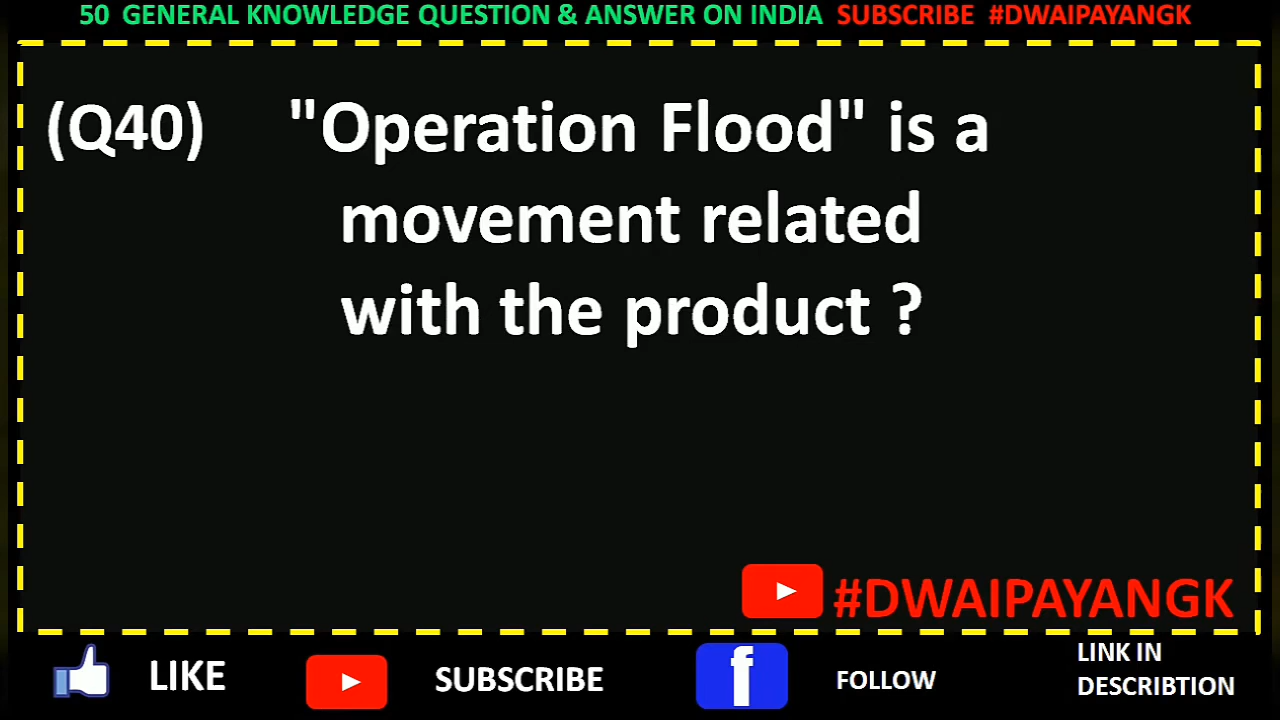 50 GENERAL KNOWLEDGE QUESTION & ANSWER ON INDIA SUBSCRIBE #DWAIPAYANGK
(Q40) "Operation Flood" is a
movement related
with the product ?
#DWAIPAYANGK
LIKE SUBSCRIBE f FOLLOW LINK IN
DESCRIBTION